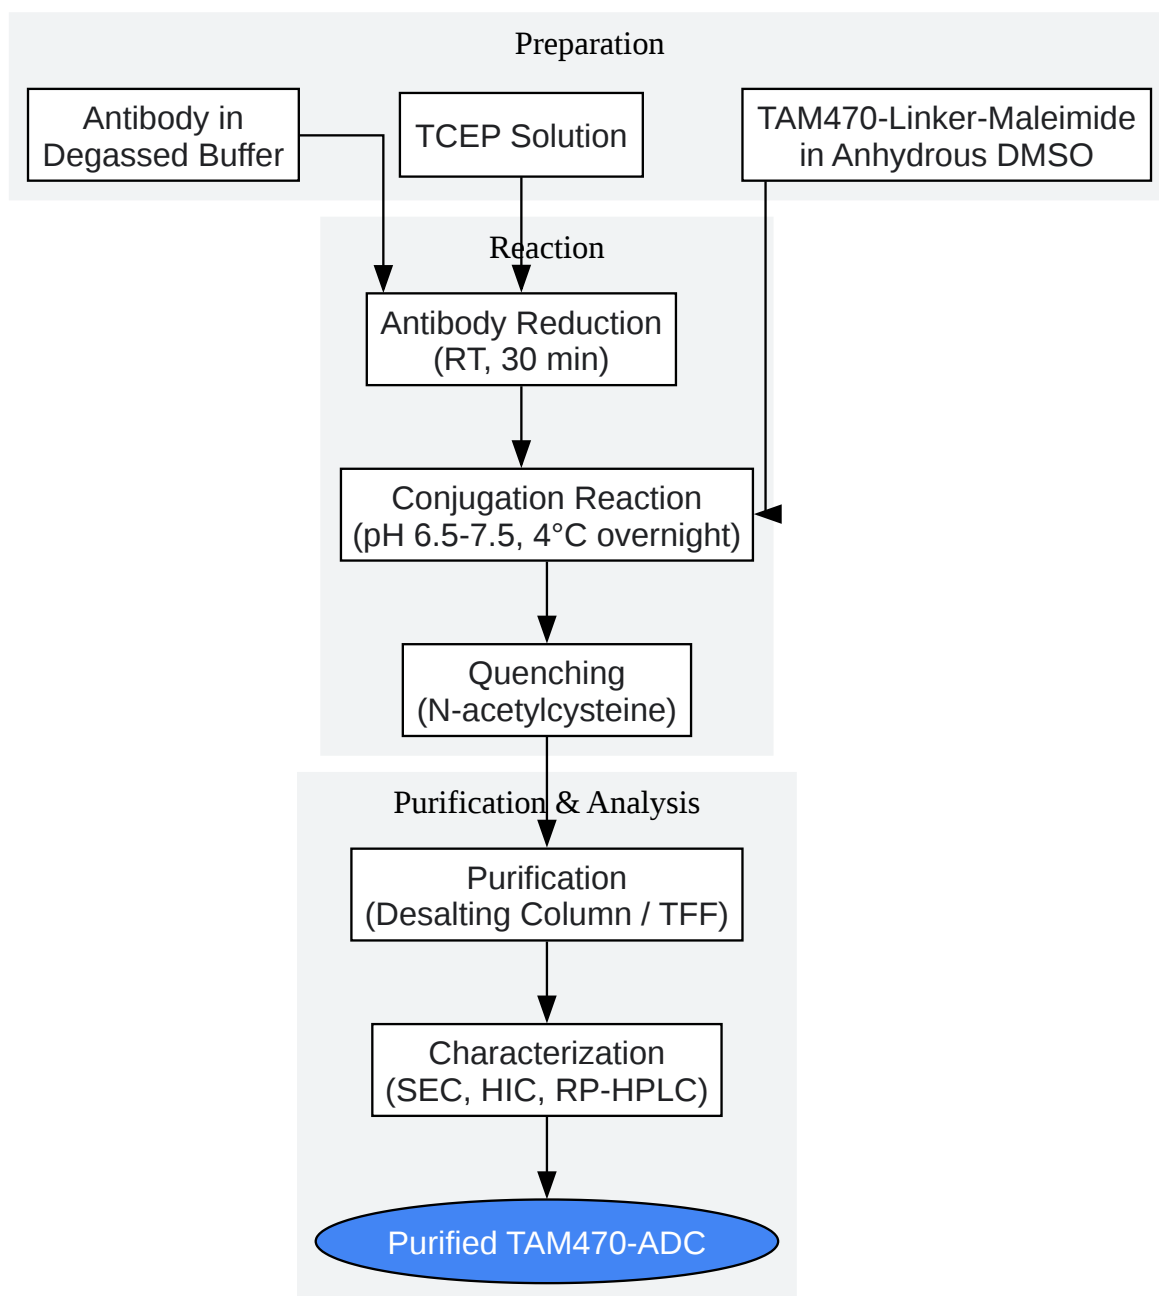 Preparation
Antibody in
Degassed Buffer
TCEP Solution
TAM470-Linker-Maleimide
in Anhydrous DMSO
Reaction
Antibody Reduction
(RT, 30 min)
Conjugation Reaction
(pH 6.5-7.5, 4°C overnight)
Quenching
(N-acetylcysteine)
Purification & Analysis
Purification
(Desalting Column / TFF)
Characterization
(SEC, HIC, RP-HPLC)
Purified TAM470-ADC